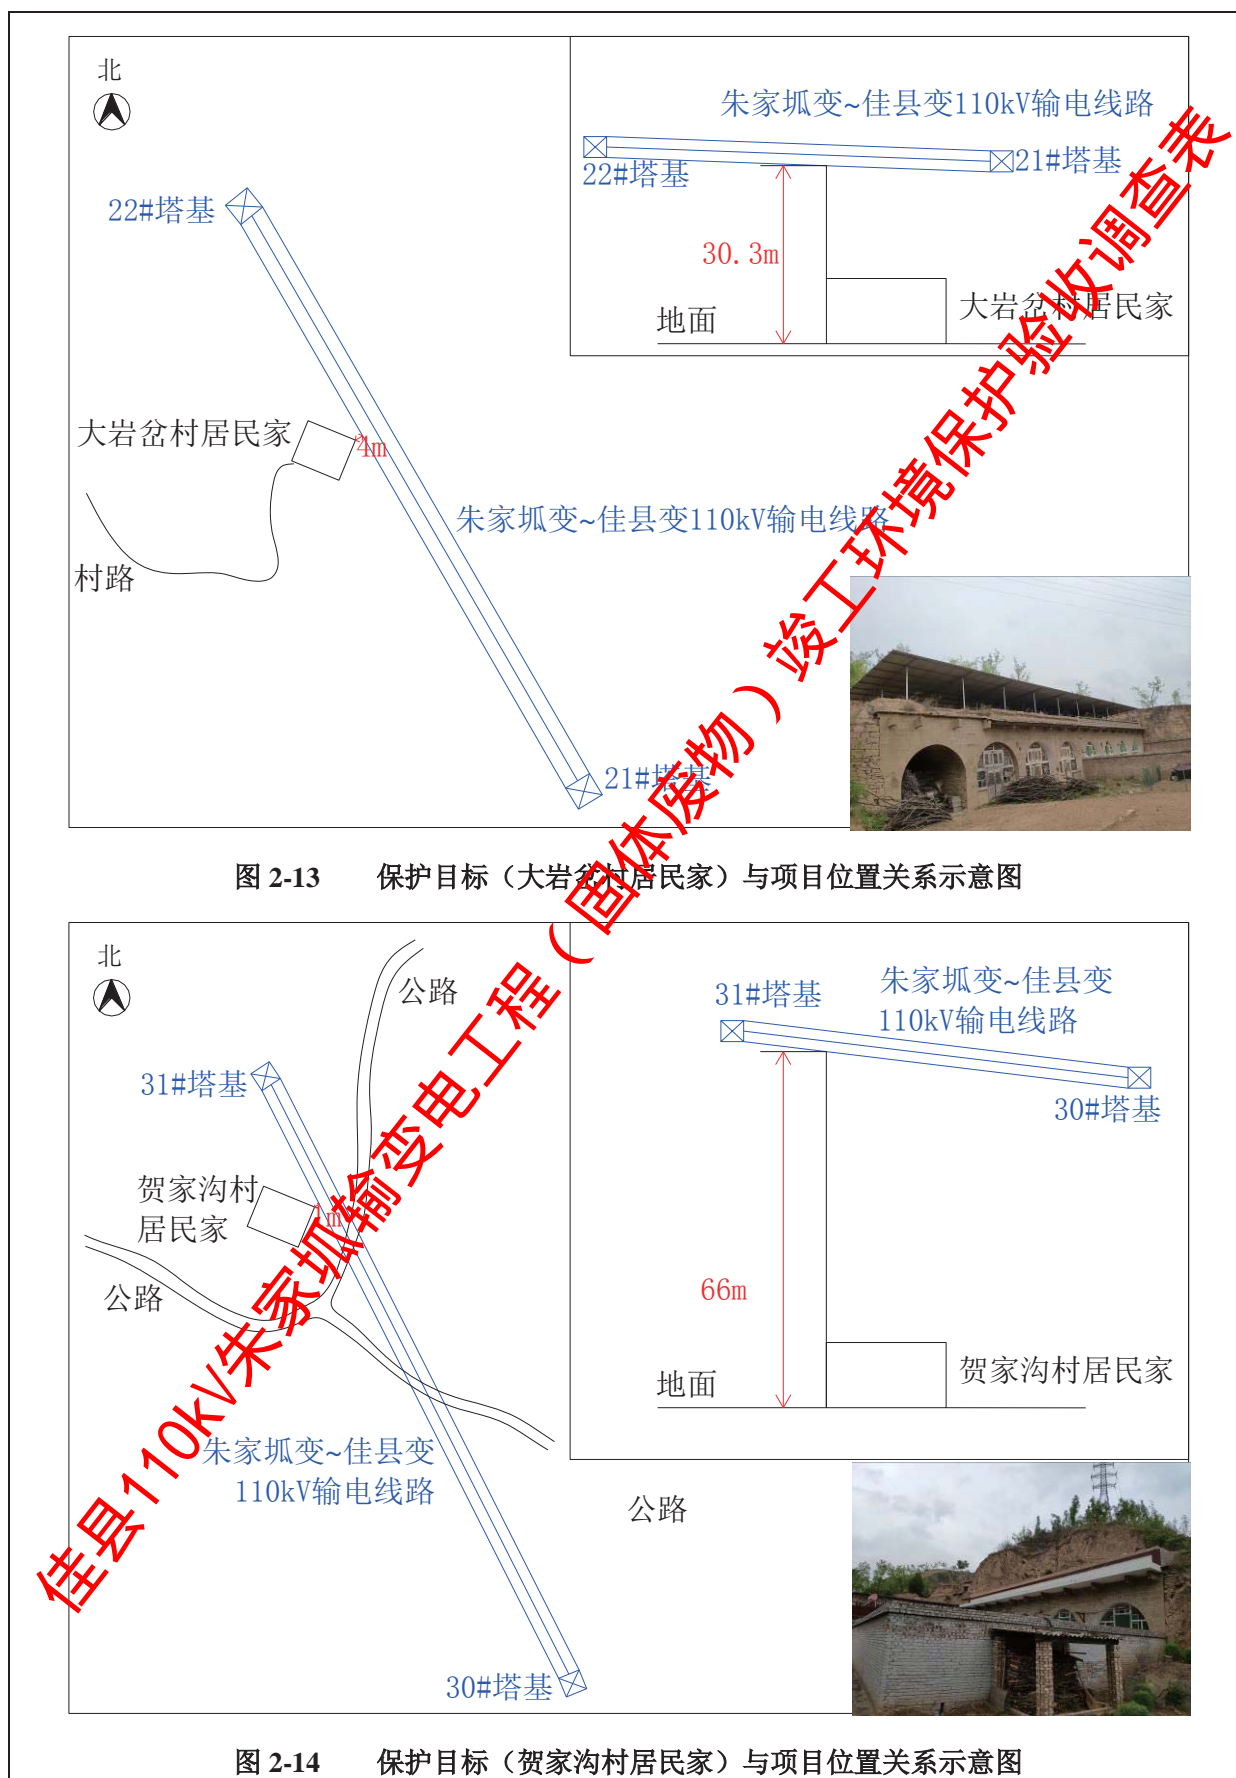 北
朱家坬变~佳县变110kV输电线路
22#塔基
21#塔基
22#塔基
30.3m
地面
大岩岔村居民家
大岩岔村居民家
4m
朱家坬变~佳县变110kV输电线路
村路
21#塔基
图 2-13 保护目标（大岩岔村居民家）与项目位置关系示意图
北
公路
31#塔基
朱家坬变~佳县变
110kV输电线路
31#塔基
30#塔基
贺家沟村
居民家
1m
公路
66m
地面
贺家沟村居民家
朱家坬变~佳县变
110kV输电线路
公路
30#塔基
图 2-14 保护目标（贺家沟村居民家）与项目位置关系示意图
佳县110kV朱家坬输变电工程（固体废物）竣工环境保护验收调查表